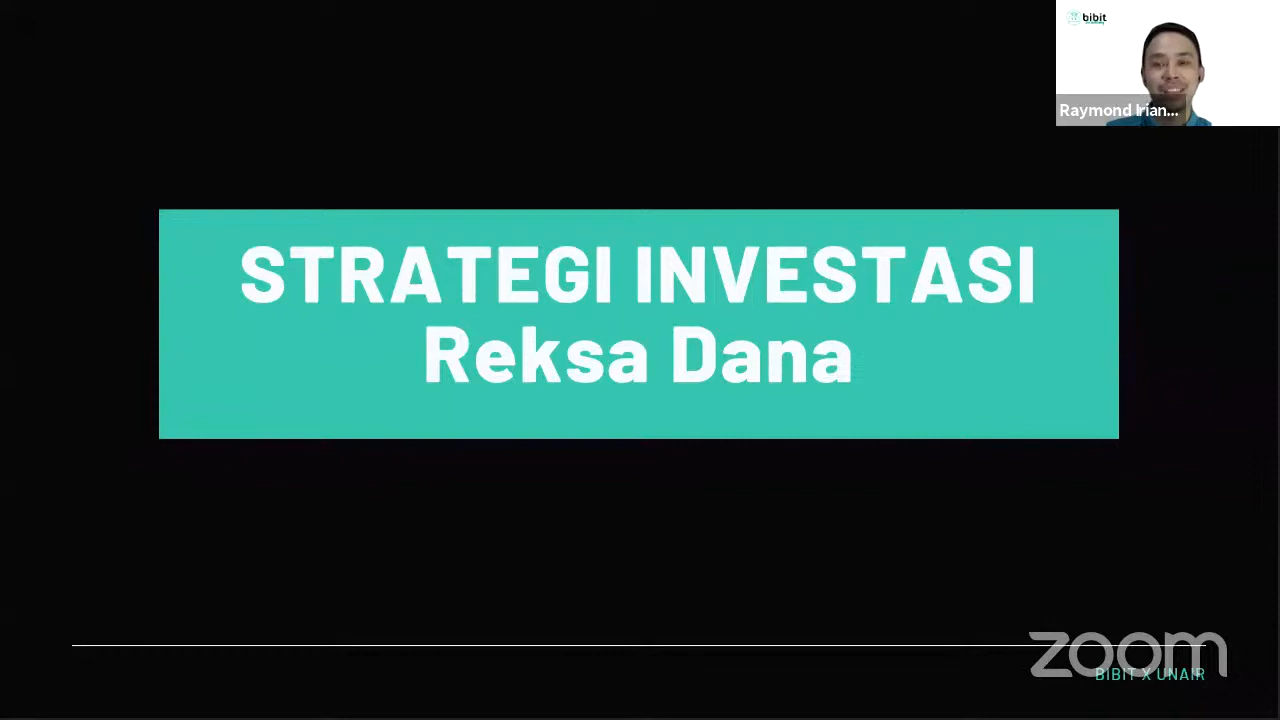 bibit
Raymond Irian...
STRATEGI INVESTASI
Reksa Dana
zoom
BIBIT X UNAIR